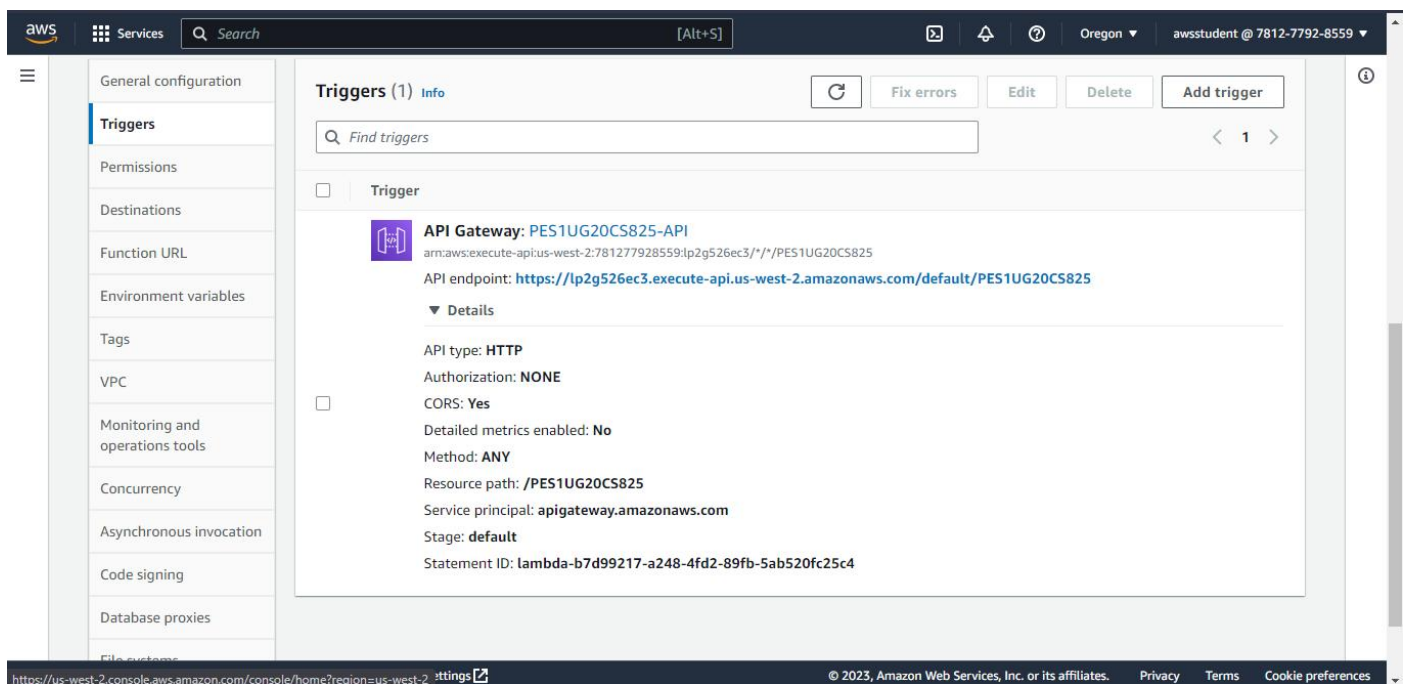 aws
Services
Search
[Alt+S]
Oregon
awsstudent @ 7812-7792-8559
General configuration
Triggers
Permissions
Destinations
Function URL
Environment variables
Tags
VPC
Monitoring and
operations tools
Concurrency
Asynchronous invocation
Code signing
Database proxies
File systems
Triggers (1) Info
Fix errors
Edit
Delete
Add trigger
Find triggers
1
Trigger
API Gateway: PES1UG20CS825-API
arn:aws:execute-api:us-west-2:781277928559:lp2g526ec3/*/*/PES1UG20CS825
API endpoint: https://lp2g526ec3.execute-api.us-west-2.amazonaws.com/default/PES1UG20CS825
Details
API type: HTTP
Authorization: NONE
CORS: Yes
Detailed metrics enabled: No
Method: ANY
Resource path: /PES1UG20CS825
Service principal: apigateway.amazonaws.com
Stage: default
Statement ID: lambda-b7d99217-a248-4fd2-89fb-5ab520fc25c4
https://us-west-2.console.aws.amazon.com/console/home?region=us-west-2
© 2023, Amazon Web Services, Inc. or its affiliates.
Privacy
Terms
Cookie preferences